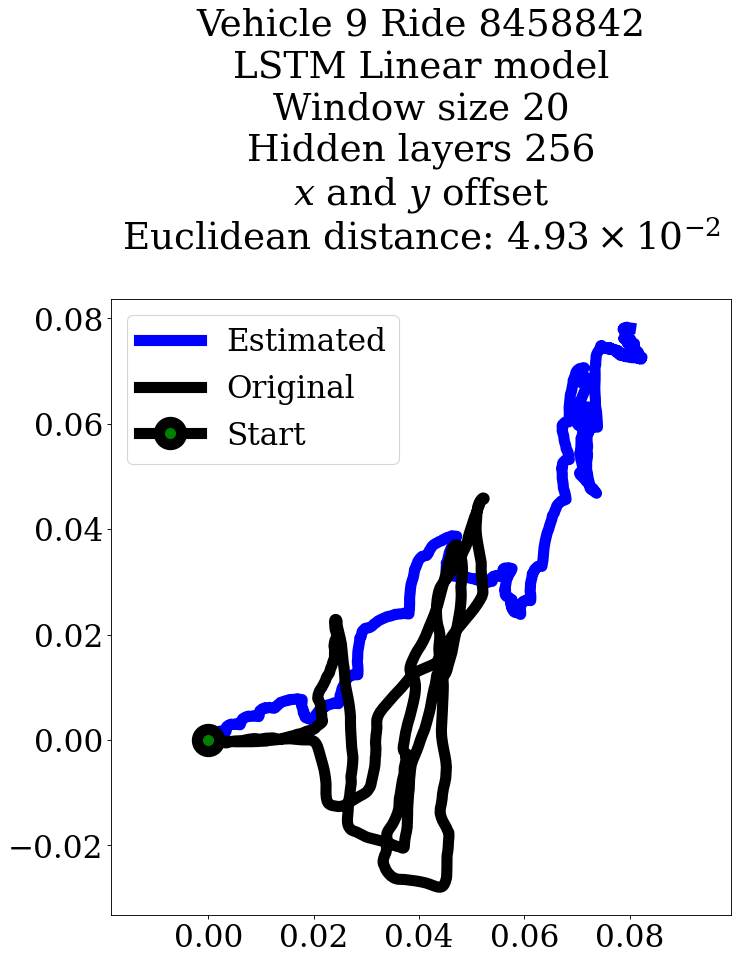 Vehicle 9 Ride 8458842
LSTM Linear model
Window size 20
Hidden layers 256
x and y offset
Euclidean distance: 4.93 × 10⁻²
Estimated
Original
Start
0.08
0.06
0.04
0.02
0.00
−0.02
0.00 0.02 0.04 0.06 0.08